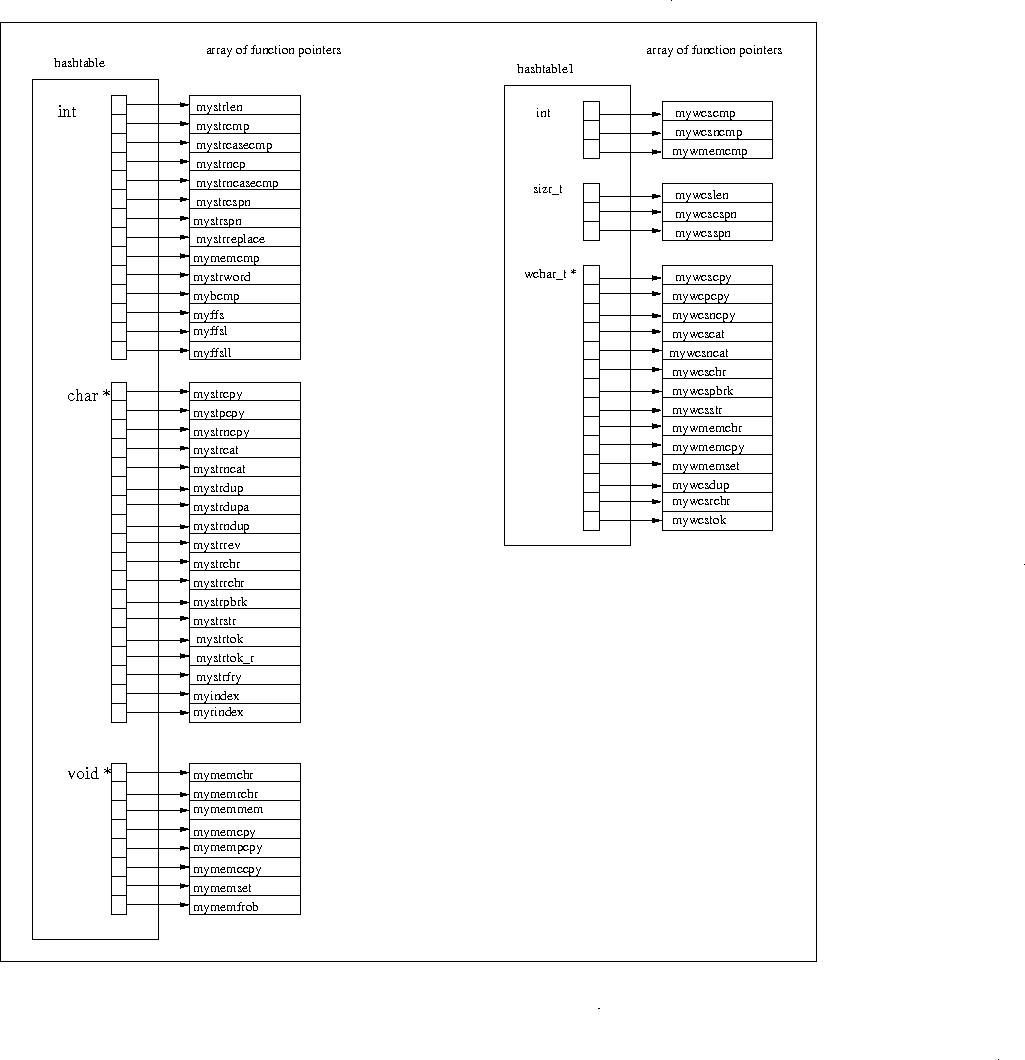 array of function pointers
hashtable
int
mystrlen
mystrcmp
mystrcasecmp
mystrncp
mystrncasecmp
mystrcspn
mystrspn
mystrreplace
mymemcmp
mystrword
mybcmp
myffs
myffsl
myffsll
char *
mystrcpy
mystpcpy
mystrncpy
mystrcat
mystrncat
mystrdup
mystrdupa
mystrndup
mystrrev
mystrchr
mystrrchr
mystrpbrk
mystrstr
mystrtok
mystrtok_r
mystrfry
myindex
myrindex
void *
mymemchr
mymemrchr
mymemmem
mymemcpy
mymempcpy
mymemccpy
mymemset
mymemfrob
array of function pointers
hashtable1
int
mywcscmp
mywcsncmp
mywmemcmp
sizr_t
mywcslen
mywcscspn
mywcsspn
wchar_t *
mywcscpy
mywcpcpy
mywcsncpy
mywcscat
mywcsncat
mywcschr
mywcspbrk
mywcsstr
mywmemchr
mywmemcpy
mywmemset
mywcsdup
mywcsrchr
mywcstok